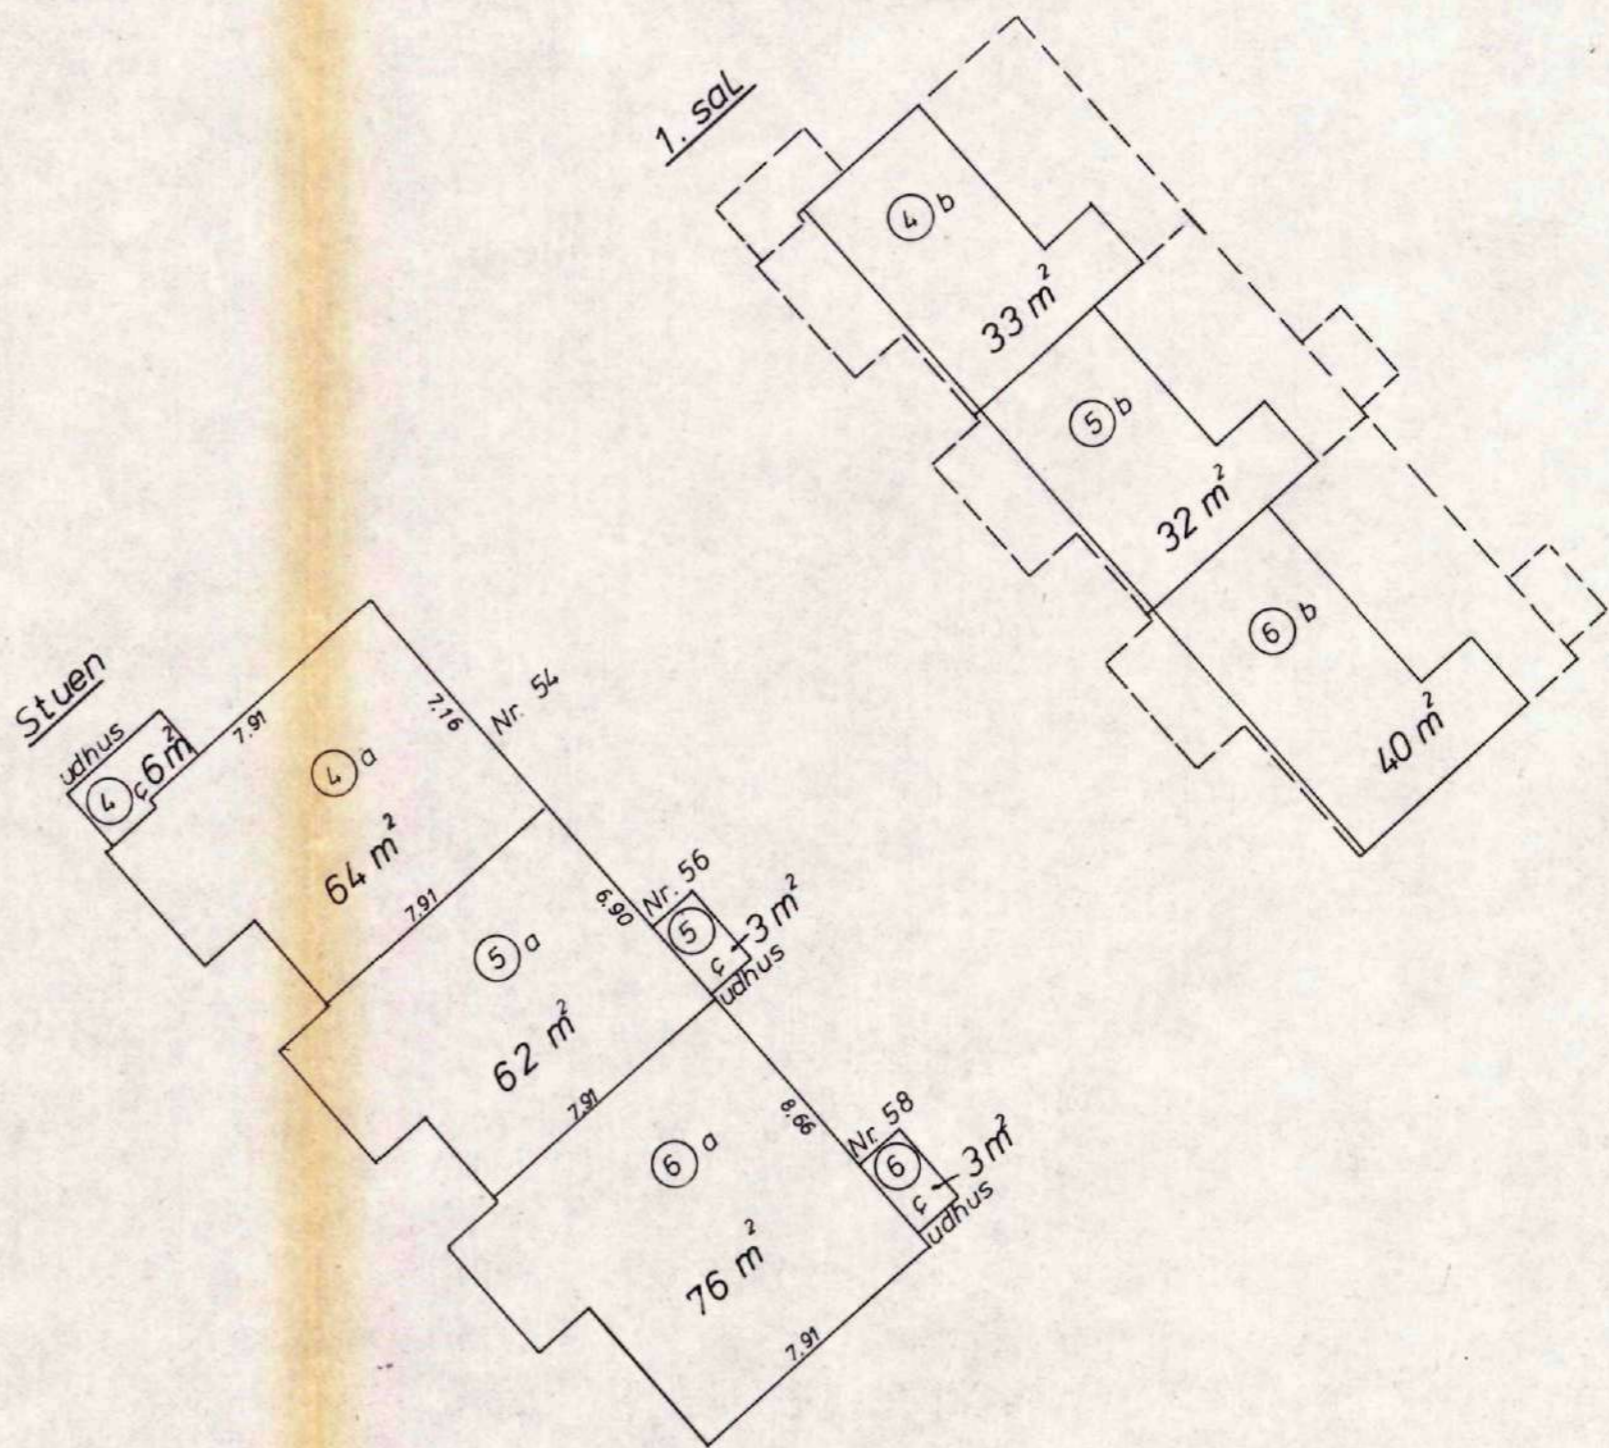 1. sal
4 b
33 m²
5 b
32 m²
6 b
40 m²
Stuen
udhus
4 c 6 m²
7.91
4 a
64 m²
7.16
Nr. 54
7.91
5 a
62 m²
6.90
Nr. 56
5 c 3 m²
udhus
7.91
6 a
76 m²
8.66
Nr. 58
6 c 3 m²
udhus
7.91